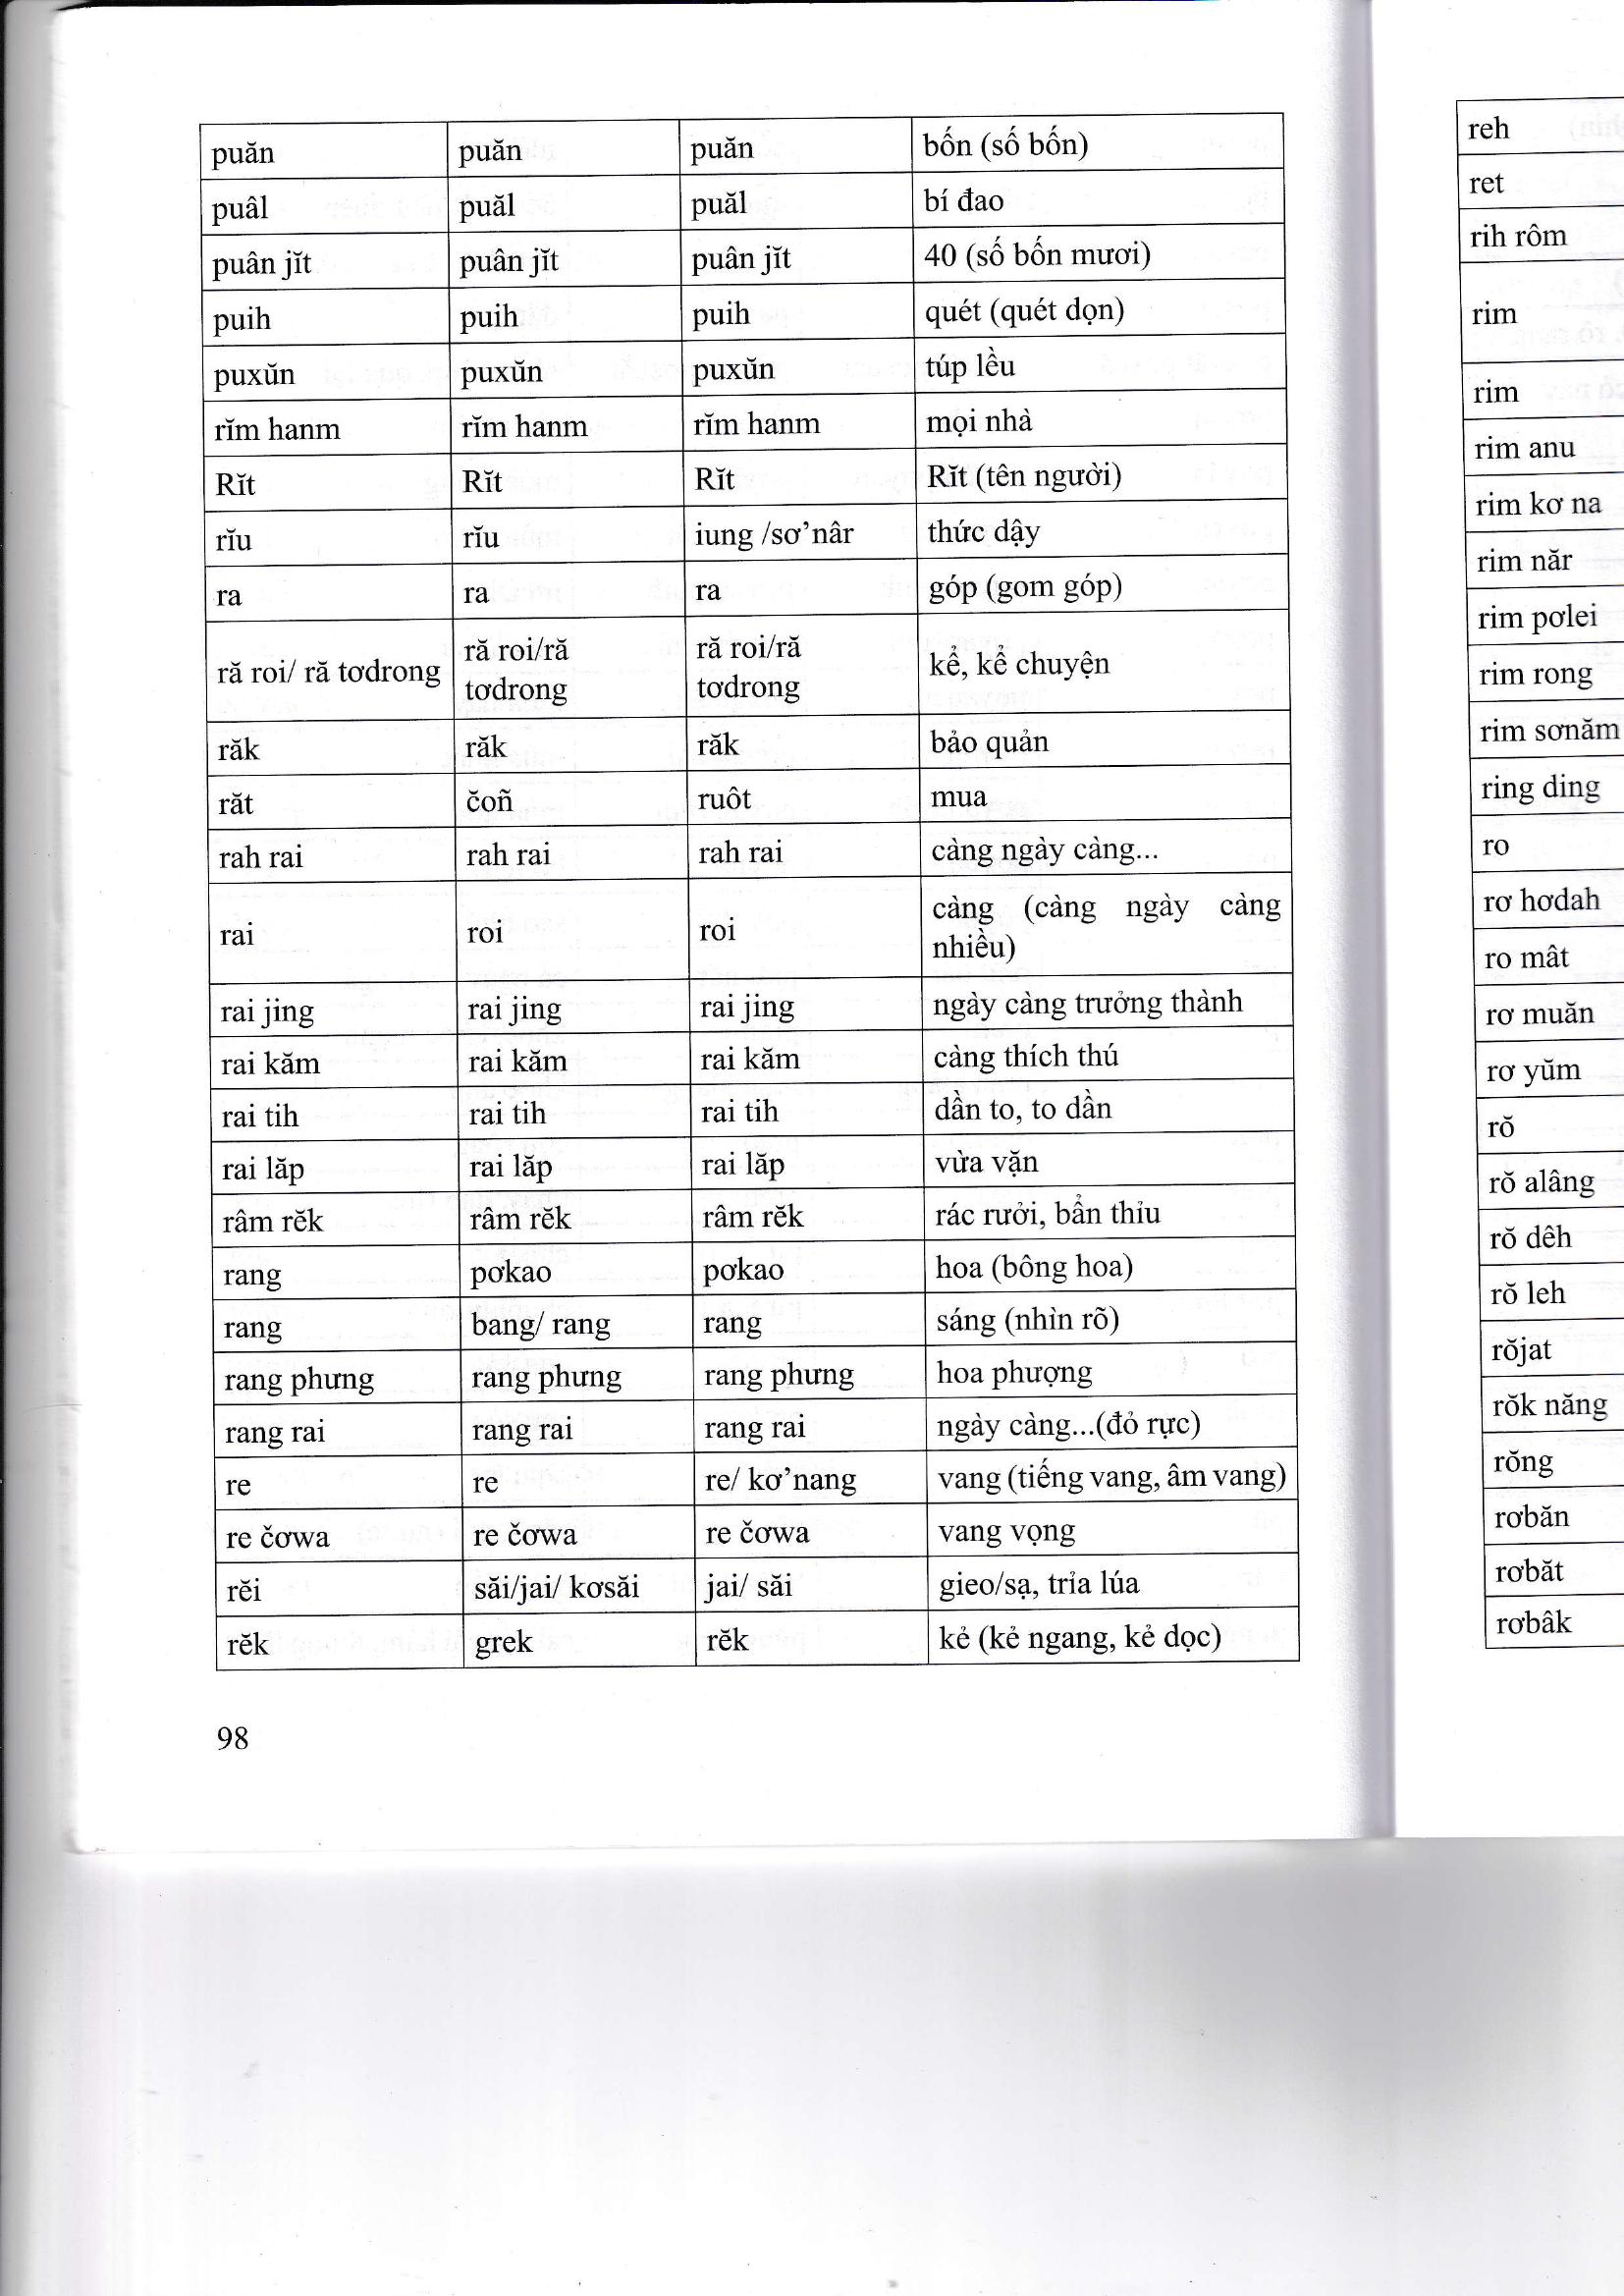 puăn puăn puăn bốn (số bốn)
puâl puăl puăl bí đao
puân jĭt puân jĭt puân jĭt 40 (số bốn mươi)
puih puih puih quét (quét dọn)
puxŭn puxŭn puxŭn túp lều
rĭm hanm rĭm hanm rĭm hanm mọi nhà
Rĭt Rĭt Rĭt Rĭt (tên người)
rĭu rĭu iung /sơ’nâr thức dậy
ra ra ra góp (gom góp)
ră roi/ ră tơdrong ră roi/ră tơdrong ră roi/ră tơdrong kể, kể chuyện
răk răk răk bảo quản
răt čoñ ruôt mua
rah rai rah rai rah rai càng ngày càng...
rai roi roi càng (càng ngày càng nhiều)
rai jing rai jing rai jing ngày càng trưởng thành
rai kăm rai kăm rai kăm càng thích thú
rai tih rai tih rai tih dần to, to dần
rai lăp rai lăp rai lăp vừa vặn
râm rĕk râm rĕk râm rĕk rác rưởi, bẩn thỉu
rang pơkao pơkao hoa (bông hoa)
rang bang/ rang rang sáng (nhìn rõ)
rang phưng rang phưng rang phưng hoa phượng
rang rai rang rai rang rai ngày càng...(đỏ rực)
re re re/ kơ’nang vang (tiếng vang, âm vang)
re čơwa re čơwa re čơwa vang vọng
rĕi săi/jai/ kơsăi jai/ săi gieo/sạ, trỉa lúa
rĕk grek rĕk kẻ (kẻ ngang, kẻ dọc)
98
reh
ret
rih rôm
rim
rim
rim anu
rim kơ na
rim năr
rim pơlei
rim rong
rim sơnăm
ring ding
ro
rơ hơdah
ro mât
rơ muăn
rơ yŭm
rŏ
rŏ alâng
rŏ dêh
rŏ leh
rŏjat
rŏk năng
rŏng
rơbăn
rơbăt
rơbâk